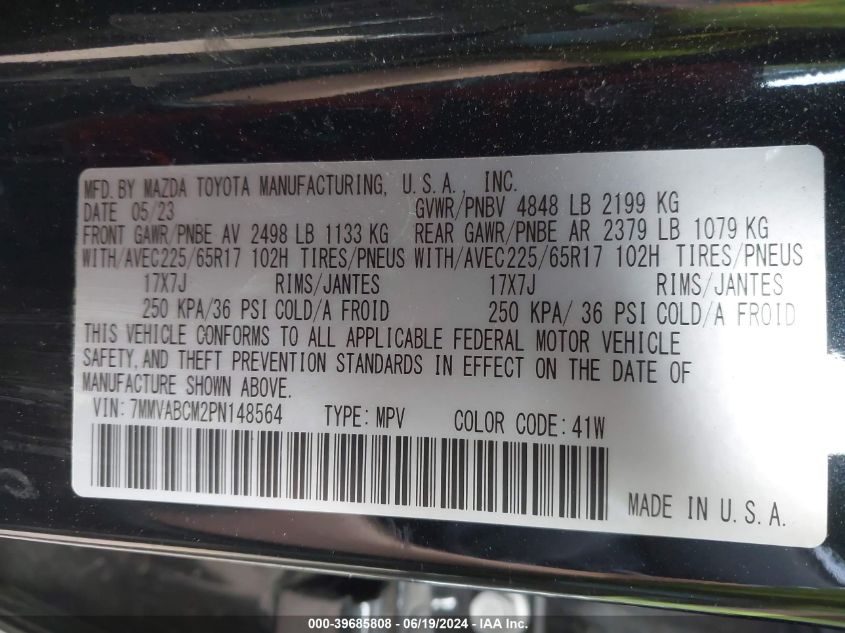 MFD. BY MAZDA TOYOTA MANUFACTURING, U.S.A., INC.
DATE 05/23 GVWR/PNBV 4848 LB 2199 KG
FRONT GAWR/PNBE AV 2498 LB 1133 KG REAR GAWR/PNBE AR 2379 LB 1079 KG
WITH/AVEC225/65R17 102H TIRES/PNEUS WITH/AVEC225/65R17 102H TIRES/PNEUS
17X7J RIMS/JANTES 17X7J RIMS/JANTES
250 KPA/36 PSI COLD/A FROID 250 KPA/ 36 PSI COLD/A FROID
THIS VEHICLE CONFORMS TO ALL APPLICABLE FEDERAL MOTOR VEHICLE
SAFETY, AND THEFT PREVENTION STANDARDS IN EFFECT ON THE DATE OF
MANUFACTURE SHOWN ABOVE.
VIN: 7MMVABCM2PN148564 TYPE: MPV COLOR CODE: 41W
MADE IN U.S.A.
000-39685808 - 06/19/2024 - IAA Inc.